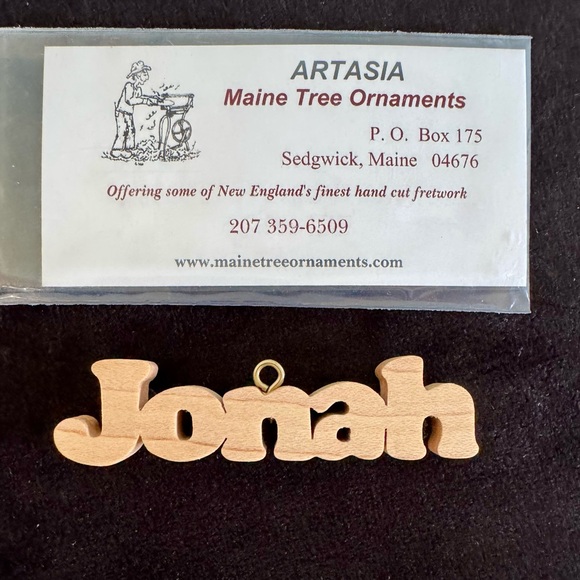 ARTASIA
Maine Tree Ornaments
P. O. Box 175
Sedgwick, Maine 04676
Offering some of New England's finest hand cut fretwork
207 359-6509
www.mainetreeornaments.com
Jonah